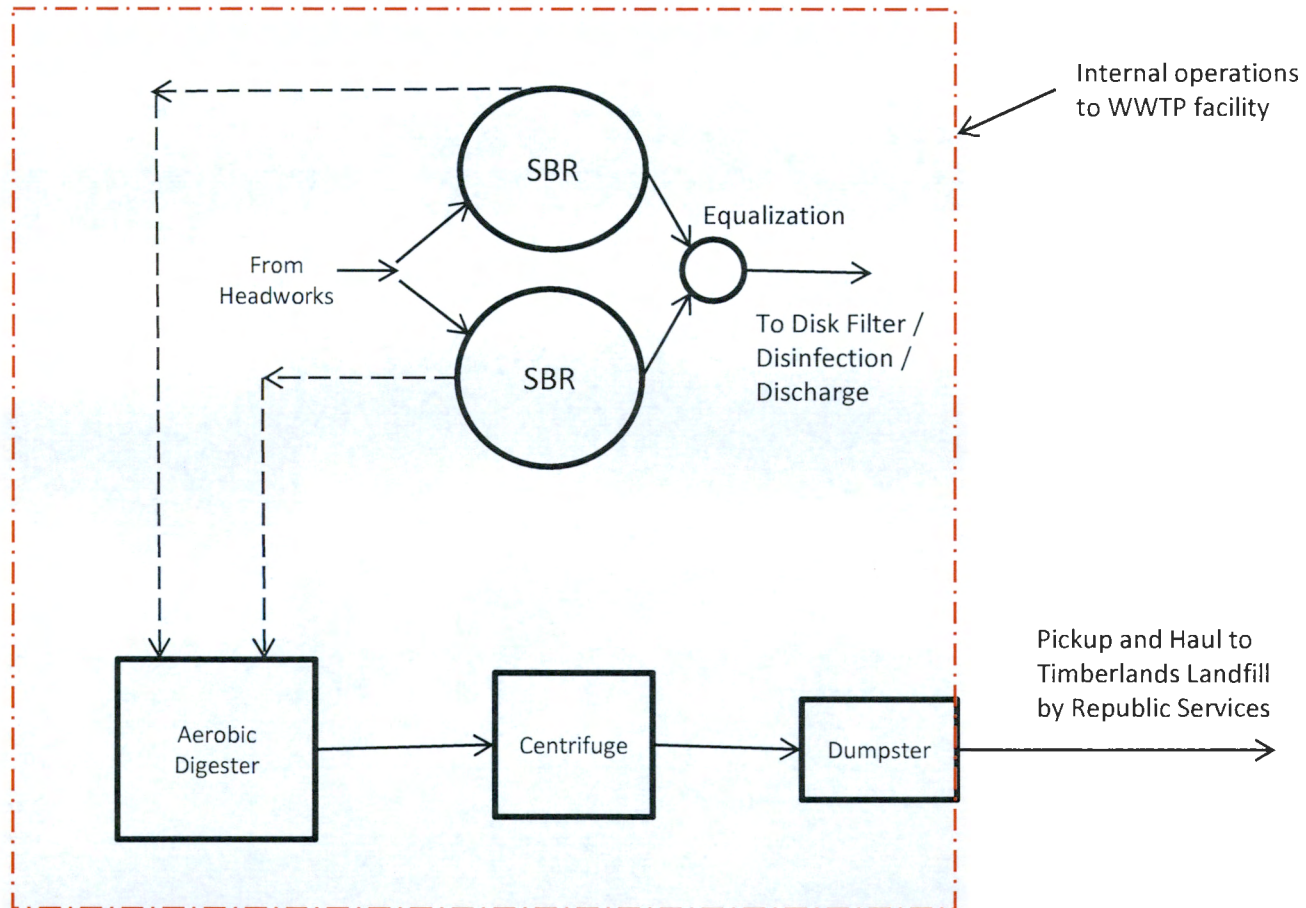 Internal operations
to WWTP facility
SBR
Equalization
From
Headworks
To Disk Filter /
Disinfection /
Discharge
SBR
Pickup and Haul to
Timberlands Landfill
by Republic Services
Aerobic
Digester
Centrifuge
Dumpster